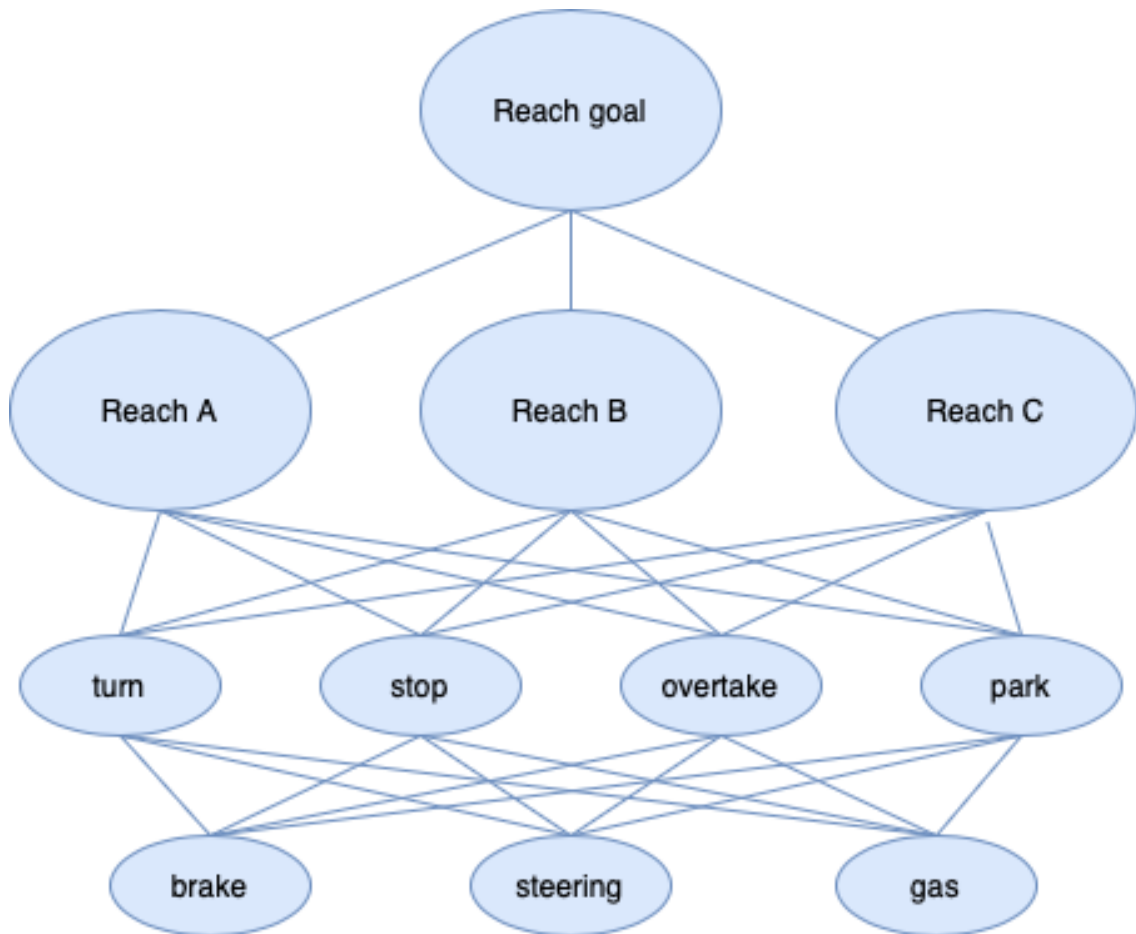 Reach goal
Reach A
Reach B
Reach C
turn
stop
overtake
park
brake
steering
gas